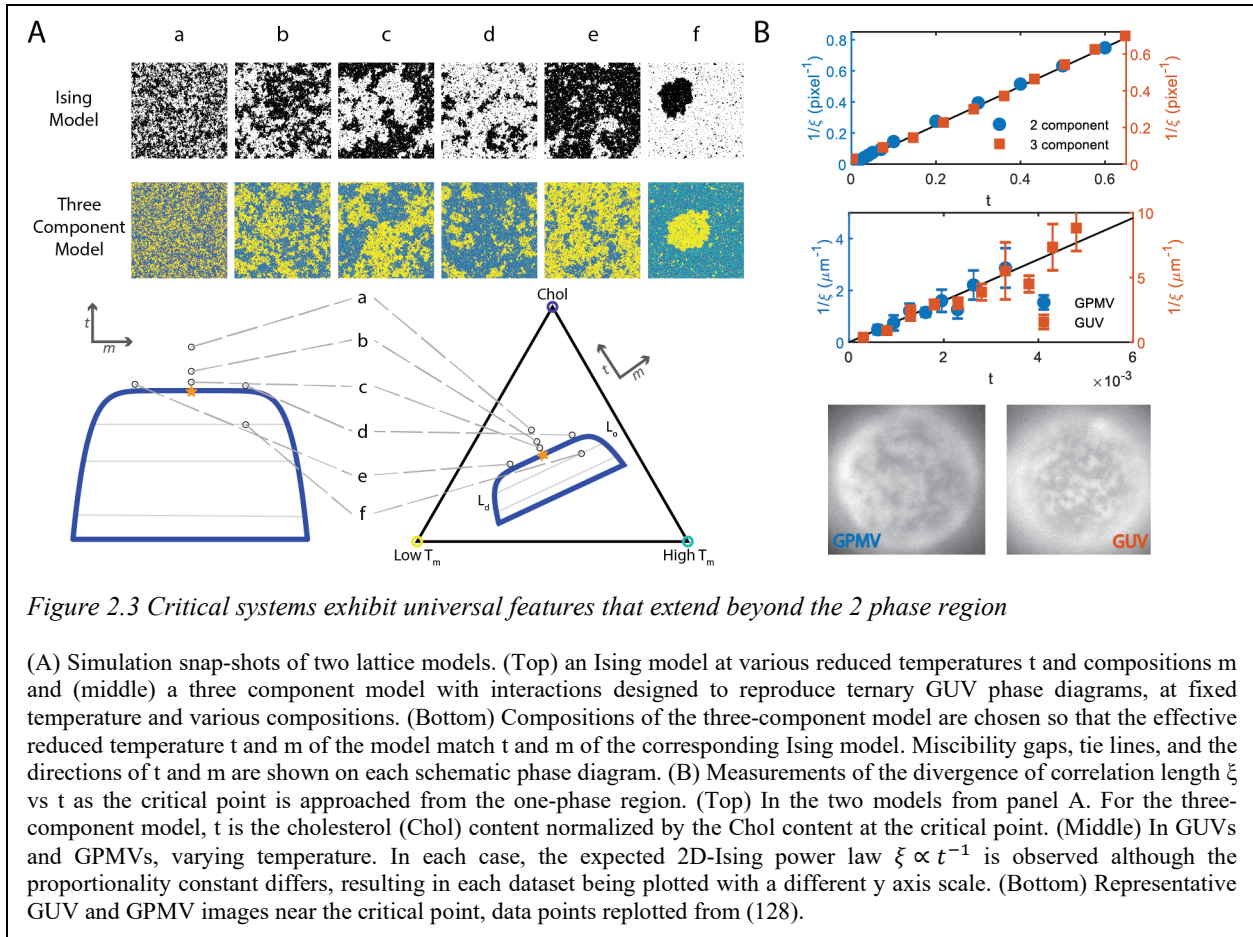 A
a b c d e f
Ising
Model
Three
Component
Model
t
m
a
b
c
d
e
f
Chol
t
m
Lo
Ld
Low Tm
High Tm
B
1/ξ (pixel⁻¹)
0.8
0.6
0.4
0.2
0
0 0.2 0.4 0.6
t
2 component
3 component
0.6
0.4
0.2
0
1/ξ (pixel⁻¹)
1/ξ (μm⁻¹)
4
2
0
0 2 4 6
t
×10⁻³
GPMV
GUV
10
5
0
1/ξ (μm⁻¹)
GPMV
GUV
Figure 2.3 Critical systems exhibit universal features that extend beyond the 2 phase region
(A) Simulation snap-shots of two lattice models. (Top) an Ising model at various reduced temperatures t and compositions m
and (middle) a three component model with interactions designed to reproduce ternary GUV phase diagrams, at fixed
temperature and various compositions. (Bottom) Compositions of the three-component model are chosen so that the effective
reduced temperature t and m of the model match t and m of the corresponding Ising model. Miscibility gaps, tie lines, and the
directions of t and m are shown on each schematic phase diagram. (B) Measurements of the divergence of correlation length ξ
vs t as the critical point is approached from the one-phase region. (Top) In the two models from panel A. For the three-
component model, t is the cholesterol (Chol) content normalized by the Chol content at the critical point. (Middle) In GUVs
and GPMVs, varying temperature. In each case, the expected 2D-Ising power law ξ ∝ t⁻¹ is observed although the
proportionality constant differs, resulting in each dataset being plotted with a different y axis scale. (Bottom) Representative
GUV and GPMV images near the critical point, data points replotted from (128).